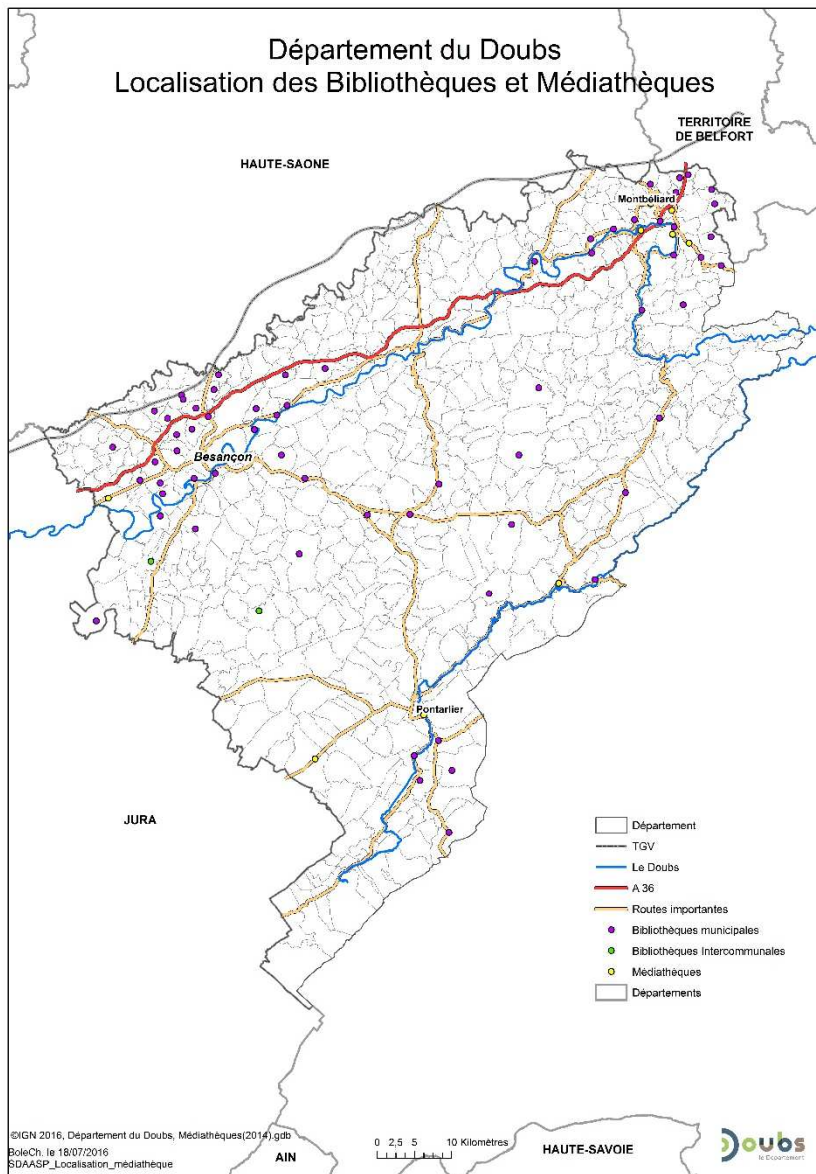 Département du Doubs
Localisation des Bibliothèques et Médiathèques
TERRITOIRE
DE BELFORT
HAUTE-SAONE
Montbéliard
Besançon
Pontarlier
JURA
Département
TGV
Le Doubs
A 36
Routes importantes
Bibliothèques municipales
Bibliothèques Intercommunales
Médiathèques
Départements
©IGN 2016, Département du Doubs, Médiathèques(2014).gdb
BoleCh. le 18/07/2016
SDAASP_Localisation_médiathèque
0 2,5 5 10 Kilomètres
AIN
HAUTE-SAVOIE
Doubs
le Département